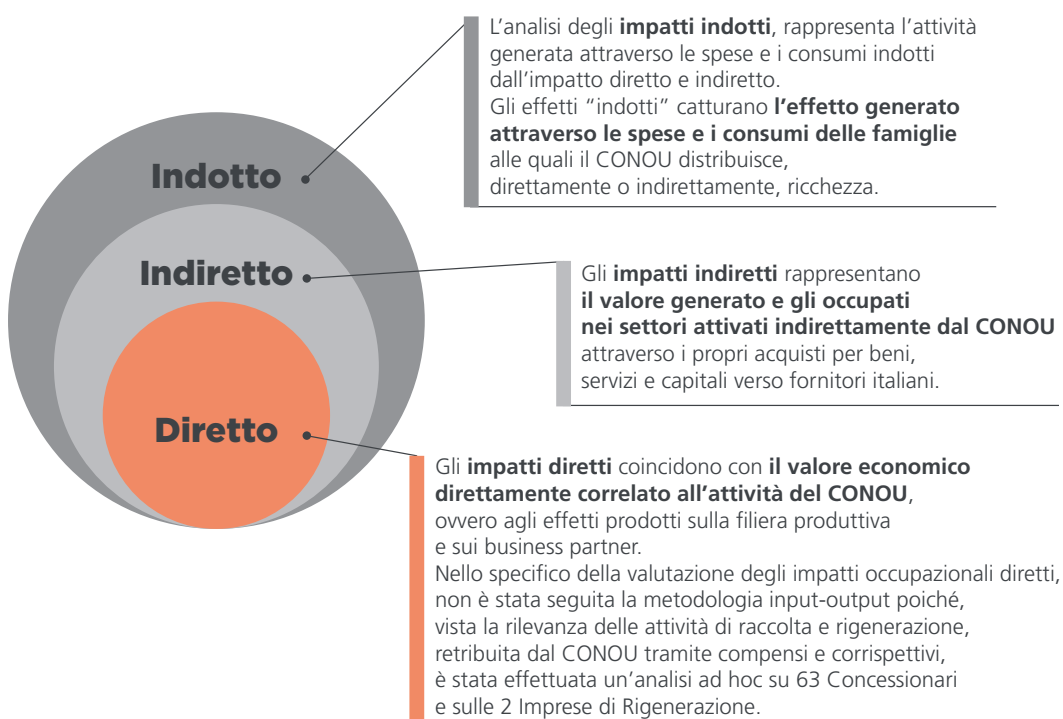 L'analisi degli impatti indotti, rappresenta l'attività
generata attraverso le spese e i consumi indotti
dall'impatto diretto e indiretto.
Gli effetti "indotti" catturano l'effetto generato
attraverso le spese e i consumi delle famiglie
alle quali il CONOU distribuisce,
direttamente o indirettamente, ricchezza.
Indotto
Indiretto
Gli impatti indiretti rappresentano
il valore generato e gli occupati
nei settori attivati indirettamente dal CONOU
attraverso i propri acquisti per beni,
servizi e capitali verso fornitori italiani.
Diretto
Gli impatti diretti coincidono con il valore economico
direttamente correlato all'attività del CONOU,
ovvero agli effetti prodotti sulla filiera produttiva
e sui business partner.
Nello specifico della valutazione degli impatti occupazionali diretti,
non è stata seguita la metodologia input-output poiché,
vista la rilevanza delle attività di raccolta e rigenerazione,
retribuita dal CONOU tramite compensi e corrispettivi,
è stata effettuata un'analisi ad hoc su 63 Concessionari
e sulle 2 Imprese di Rigenerazione.